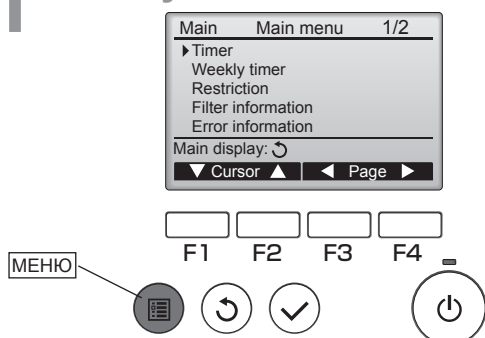 Main Main menu 1/2
Timer
Weekly timer
Restriction
Filter information
Error information
Main display:
Cursor Page
F1 F2 F3 F4
МЕНЮ